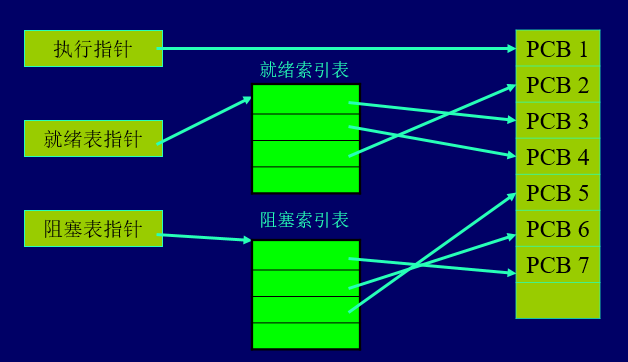 执行指针
就绪索引表
就绪表指针
阻塞索引表
阻塞表指针
PCB 1
PCB 2
PCB 3
PCB 4
PCB 5
PCB 6
PCB 7